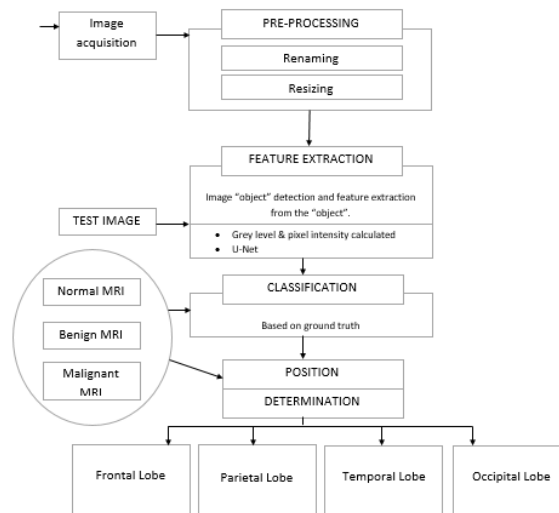 Image
acquisition
PRE-PROCESSING
Renaming
Resizing
FEATURE EXTRACTION
Image "object" detection and feature extraction
from the "object".
TEST IMAGE
• Grey level & pixel intensity calculated
• U-Net
Normal MRI
Benign MRI
Malignant
MRI
CLASSIFICATION
Based on ground truth
POSITION
DETERMINATION
Frontal Lobe
Parietal Lobe
Temporal Lobe
Occipital Lobe